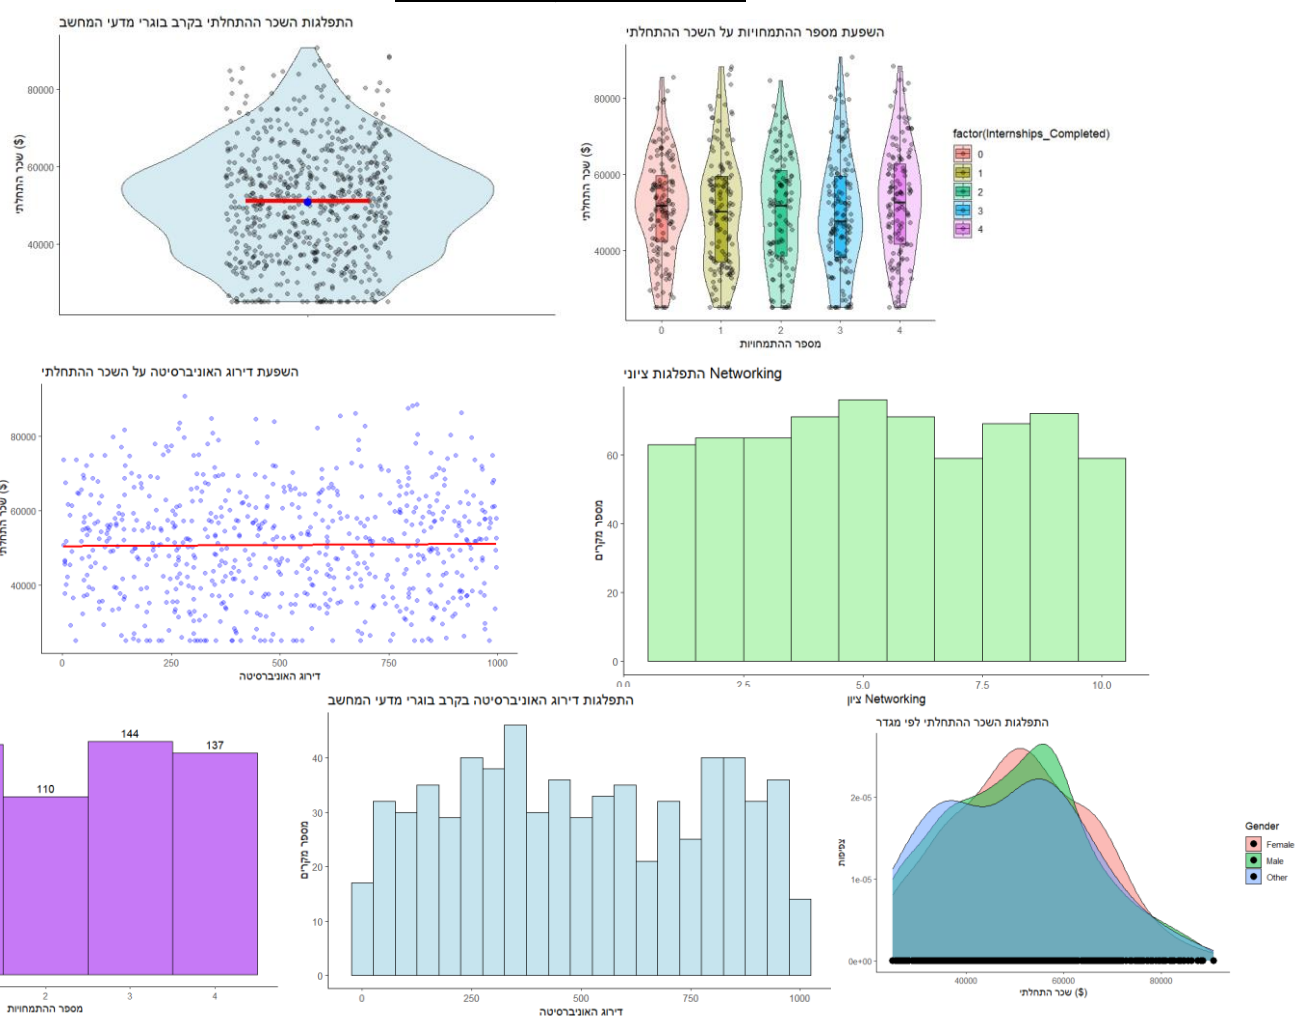 התפלגות השכר ההתחלתי בקרב בוגרי מדעי המחשב
שכר התחלתי ($)
80000
60000
40000
השפעת מספר ההתמחויות על השכר ההתחלתי
שכר התחלתי ($)
80000
60000
40000
0
1
2
3
4
מספר ההתמחויות
factor(Internships_Completed)
0
1
2
3
4
השפעת דירוג האוניברסיטה על השכר ההתחלתי
שכר התחלתי ($)
80000
60000
40000
0
250
500
750
1000
דירוג האוניברסיטה
התפלגות ציוני Networking
מספר מקרים
60
40
20
0
0.0
2.5
5.0
7.5
10.0
ציון Networking
110
144
137
2
3
4
מספר ההתמחויות
התפלגות דירוג האוניברסיטה בקרב בוגרי מדעי המחשב
מספר מקרים
40
30
20
10
0
0
250
500
750
1000
דירוג האוניברסיטה
התפלגות השכר ההתחלתי לפי מגדר
צפיפות
2e-05
1e-05
0e+00
40000
60000
80000
שכר התחלתי ($)
Gender
Female
Male
Other